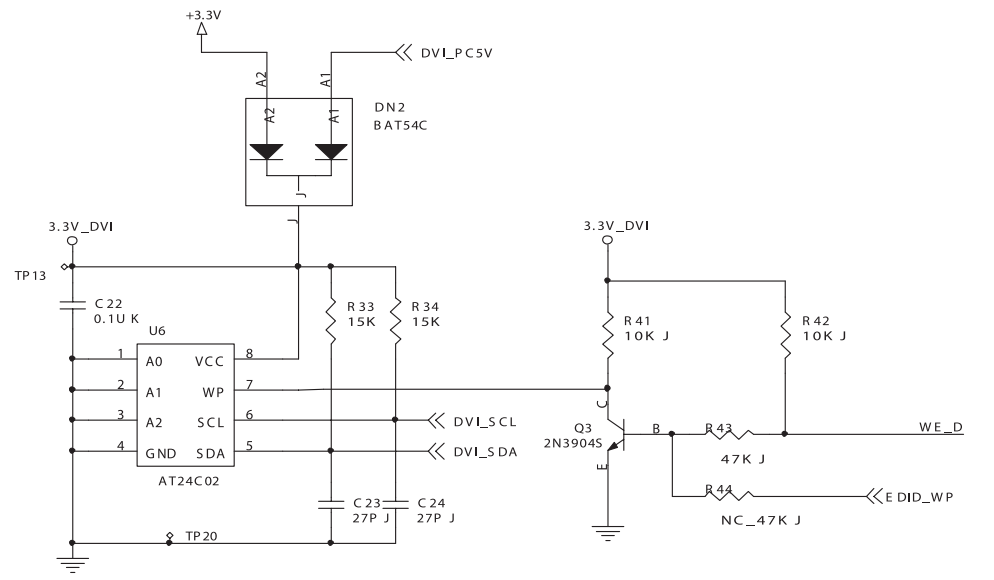 +3.3V
DVI_PC5V
A2
A1
DN2
BAT54C
A2
A1
J
J
3.3V_DVI
3.3V_DVI
TP13
C22
0.1U K
R33
15K
R34
15K
R41
10K J
R42
10K J
U6
1 A0 VCC 8
2 A1 WP 7
3 A2 SCL 6
4 GND SDA 5
AT24C02
DVI_SCL
DVI_SDA
C
Q3
2N3904S
B
E
R43
47K J
WE_D
R44
NC_47K J
EDID_WP
C23
27P J
C24
27P J
TP20